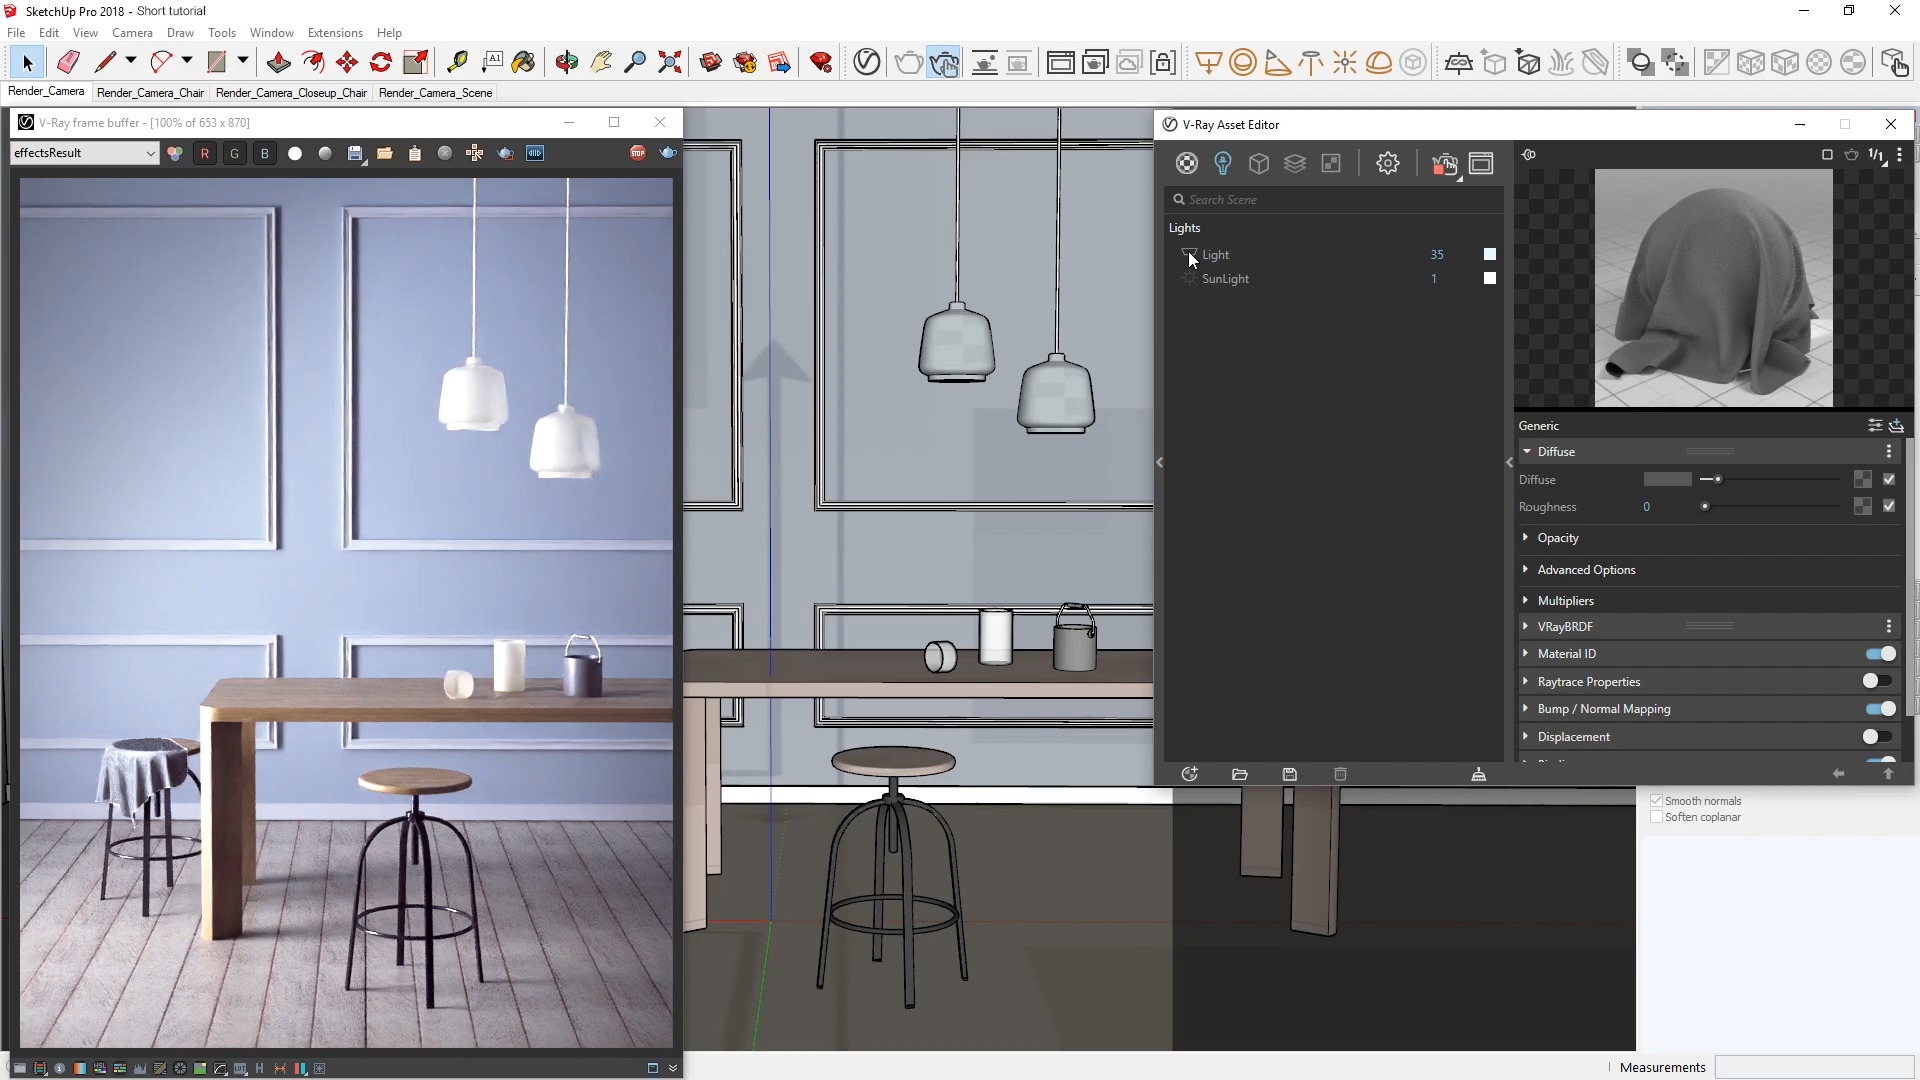 SketchUp Pro 2018 - Short tutorial
File Edit View Camera Draw Tools Window Extensions Help
Render_Camera Render_Camera_Chair Render_Camera_Closeup_Chair Render_Camera_Scene
V-Ray frame buffer - [100% of 653 x 870]
effectsResult
R G B
STOP
V-Ray Asset Editor
1/1
Search Scene
Lights
Light 35
SunLight 1
Generic
Diffuse
Diffuse
Roughness 0
Opacity
Advanced Options
Multipliers
VRayBRDF
Material ID
Raytrace Properties
Bump / Normal Mapping
Displacement
Smooth normals
Soften coplanar
Measurements